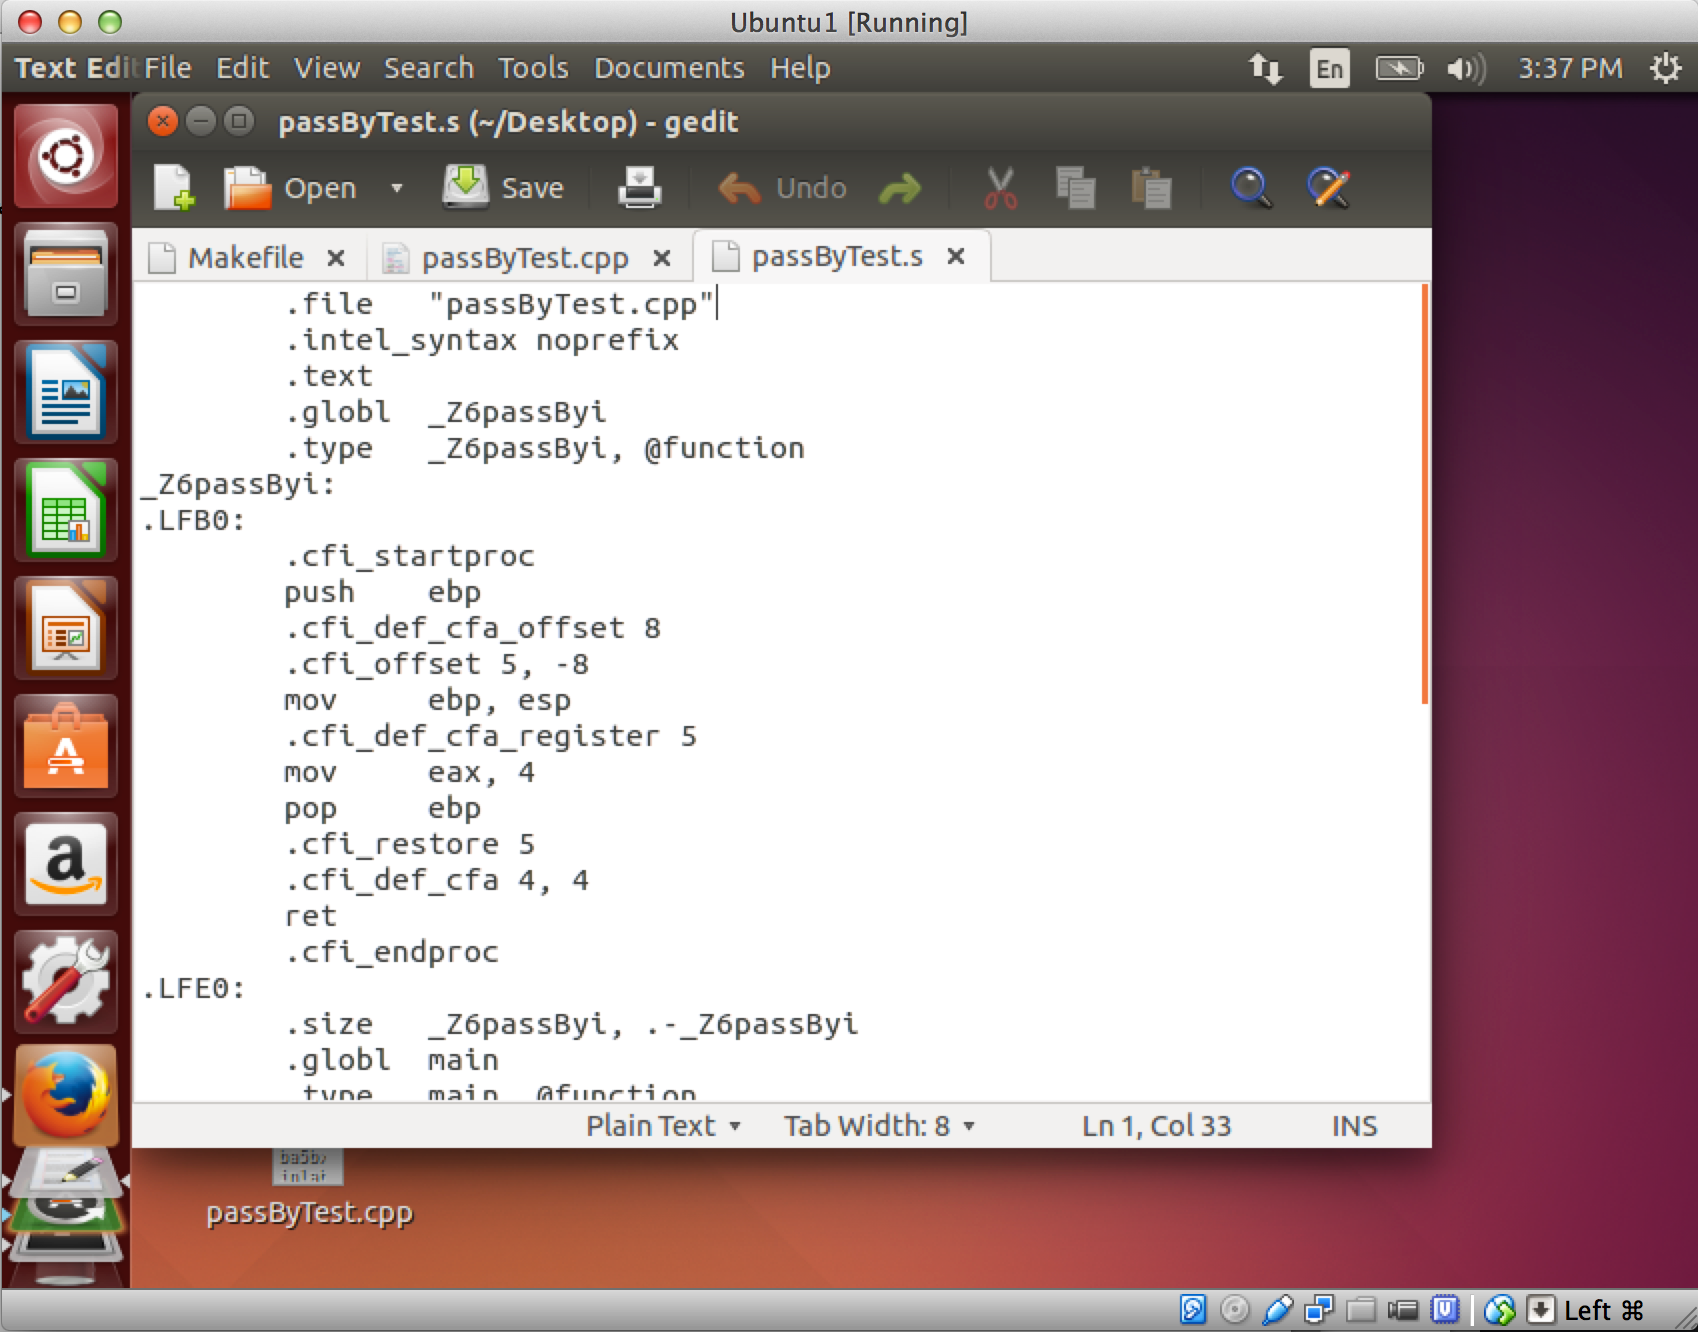 Ubuntu1 [Running]
Text Edit File Edit View Search Tools Documents Help En 3:37 PM
passByTest.s (~/Desktop) - gedit
Open Save Undo
Makefile passByTest.cpp passByTest.s
.file "passByTest.cpp"
.intel_syntax noprefix
.text
.globl _Z6passByi
.type _Z6passByi, @function
_Z6passByi:
.LFB0:
.cfi_startproc
push ebp
.cfi_def_cfa_offset 8
.cfi_offset 5, -8
mov ebp, esp
.cfi_def_cfa_register 5
mov eax, 4
pop ebp
.cfi_restore 5
.cfi_def_cfa 4, 4
ret
.cfi_endproc
.LFE0:
.size _Z6passByi, .-_Z6passByi
.globl main
.type main, @function
Plain Text Tab Width: 8 Ln 1, Col 33 INS
passByTest.cpp
Left ⌘